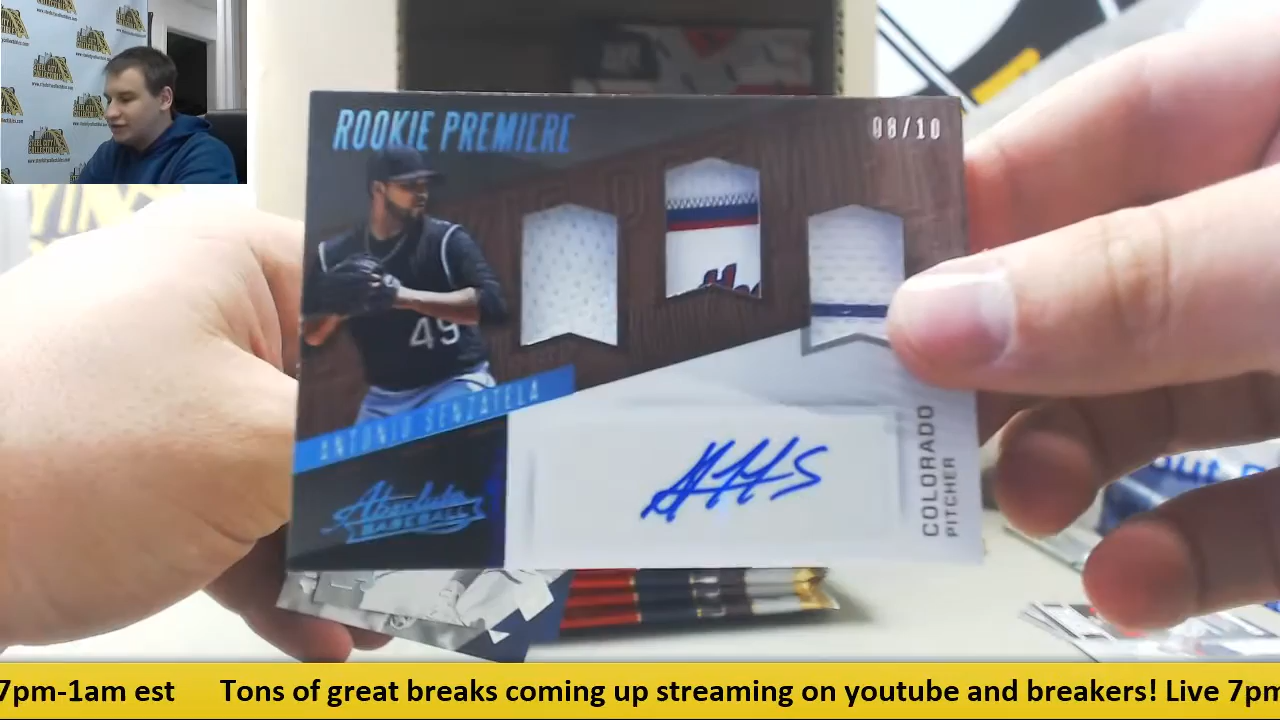 ROOKIE PREMIERE
08/10
49
ANTONIO SENZATELA
Absolute
BASEBALL
COLORADO
PITCHER
7pm-1am est Tons of great breaks coming up streaming on youtube and breakers! Live 7pm